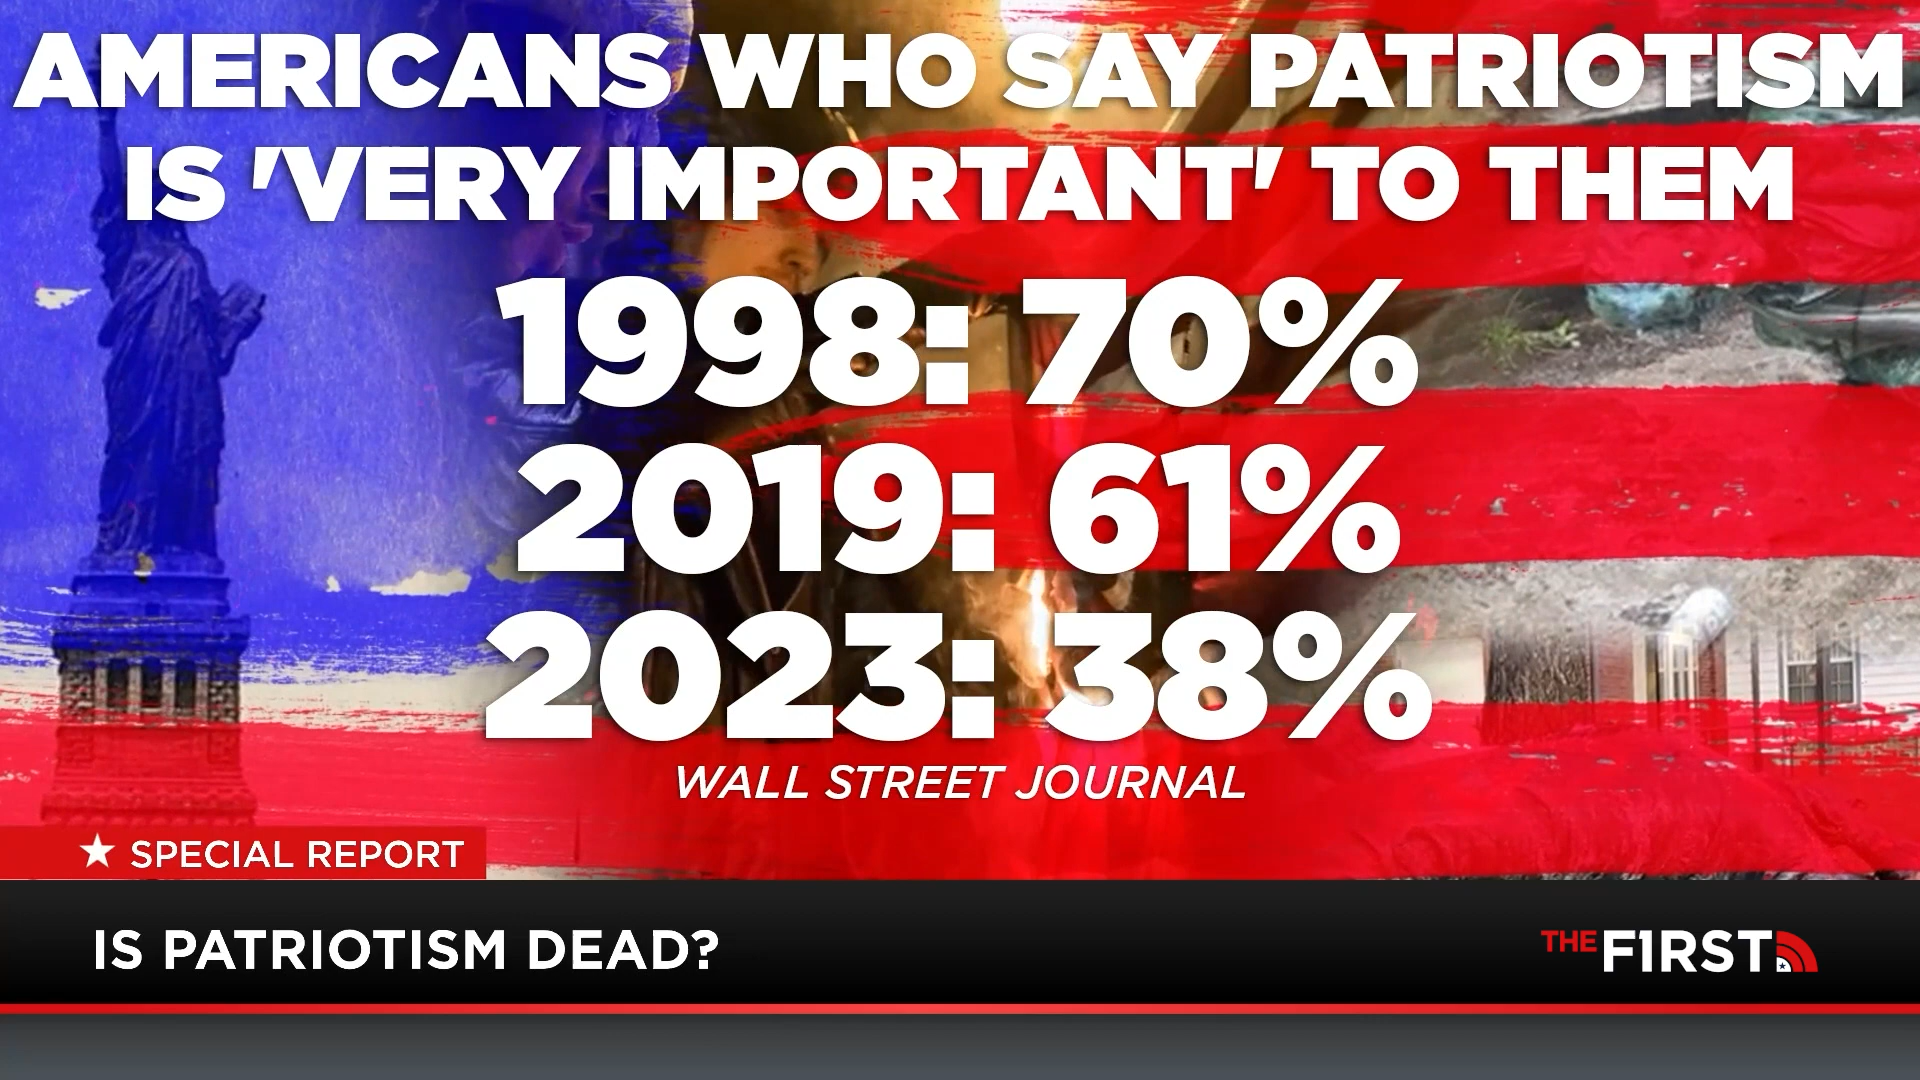 AMERICANS WHO SAY PATRIOTISM
IS 'VERY IMPORTANT' TO THEM
1998: 70%
2019: 61%
2023: 38%
WALL STREET JOURNAL
SPECIAL REPORT
IS PATRIOTISM DEAD?
THE FIRST